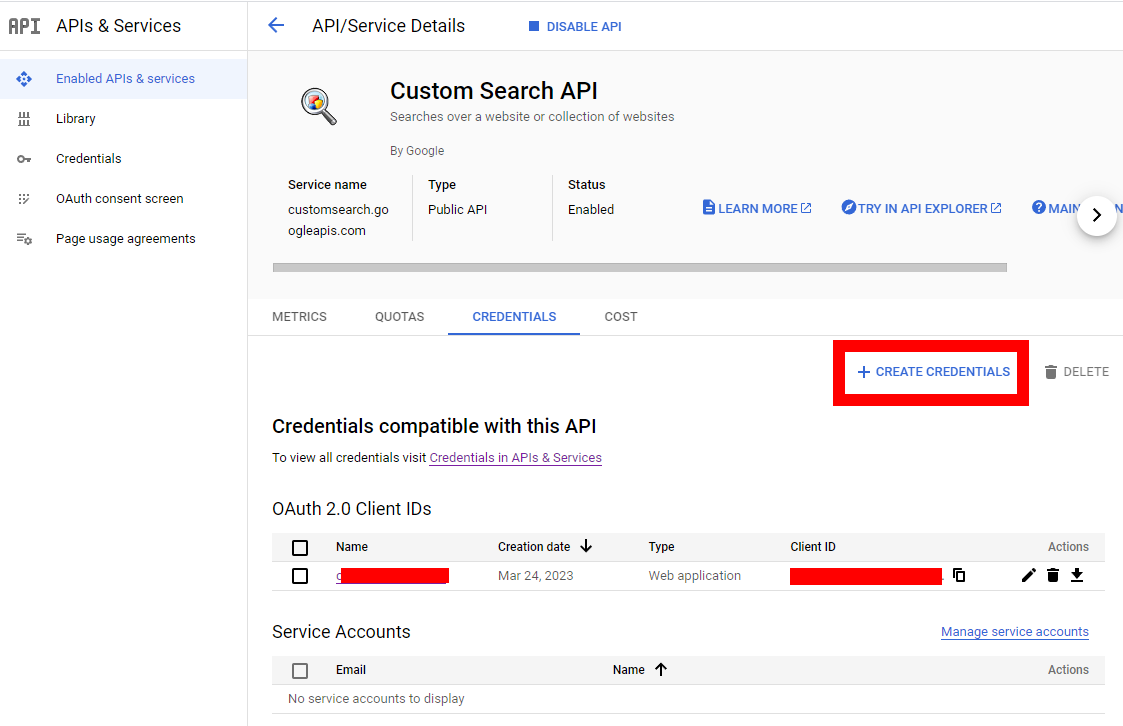 API APIs & Services
API/Service Details
DISABLE API
Enabled APIs & services
Library
Credentials
OAuth consent screen
Page usage agreements
Custom Search API
Searches over a website or collection of websites
By Google
Service name
customsearch.go
ogleapis.com
Type
Public API
Status
Enabled
LEARN MORE
TRY IN API EXPLORER
METRICS QUOTAS CREDENTIALS COST
+ CREATE CREDENTIALS
DELETE
Credentials compatible with this API
To view all credentials visit Credentials in APIs & Services
OAuth 2.0 Client IDs
Name Creation date Type Client ID Actions
Mar 24, 2023 Web application
Service Accounts
Manage service accounts
Email Name Actions
No service accounts to display